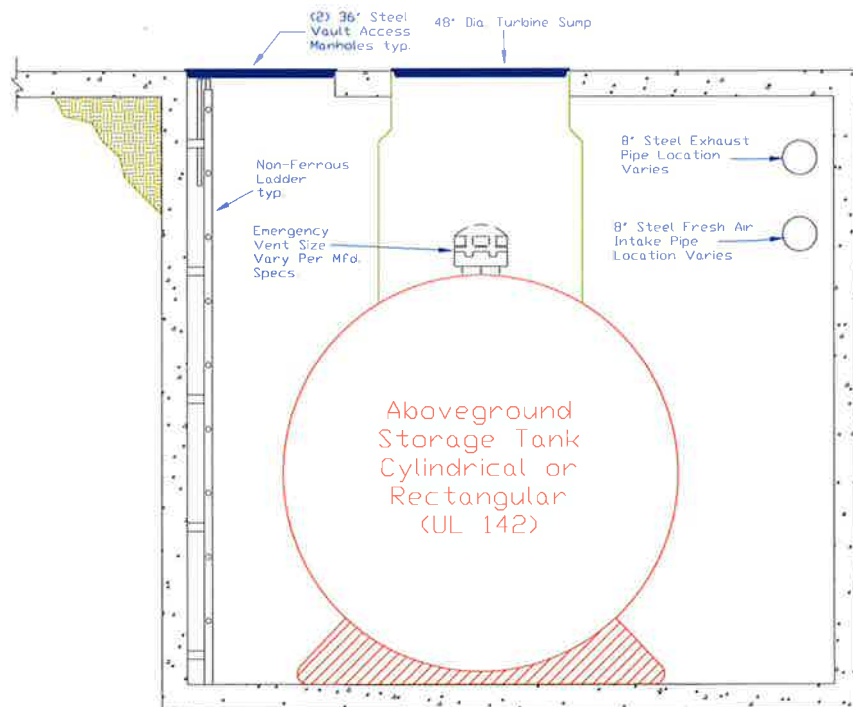 (2) 36" Steel
Vault Access
Manholes typ.
48" Dia. Turbine Sump
8" Steel Exhaust
Pipe Location
Varies
Non-Ferrous
Ladder
typ.
Emergency
Vent Size
Vary Per Mfd.
Specs.
8" Steel Fresh Air
Intake Pipe
Location Varies
Aboveground
Storage Tank
Cylindrical or
Rectangular
(UL 142)